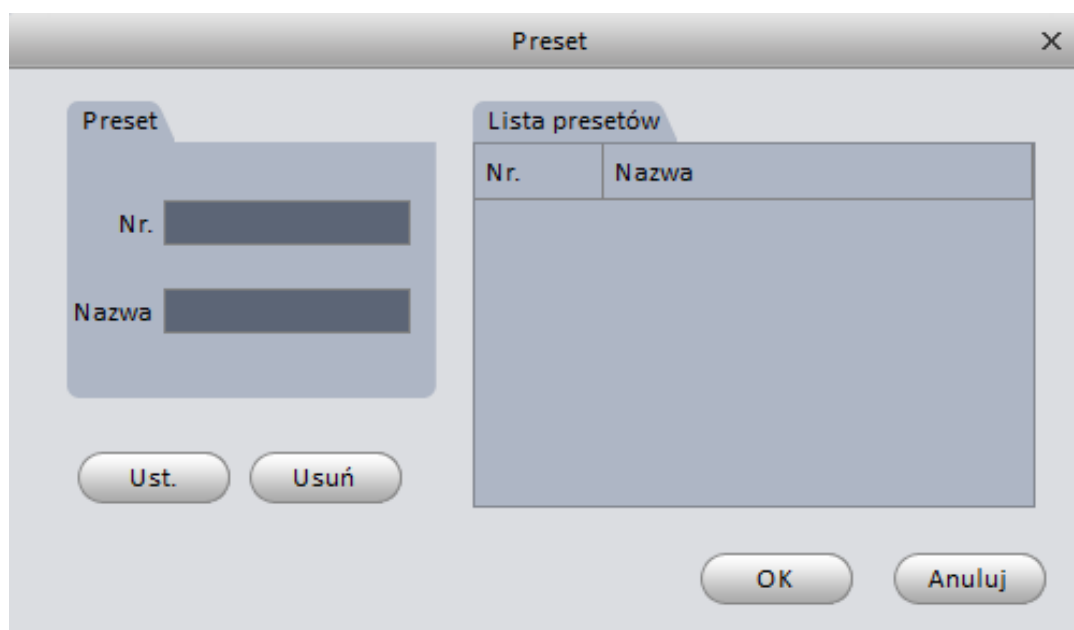 Preset
Preset
Nr.
Nazwa
Ust. Usuń
Lista presetów
Nr. Nazwa
OK Anuluj